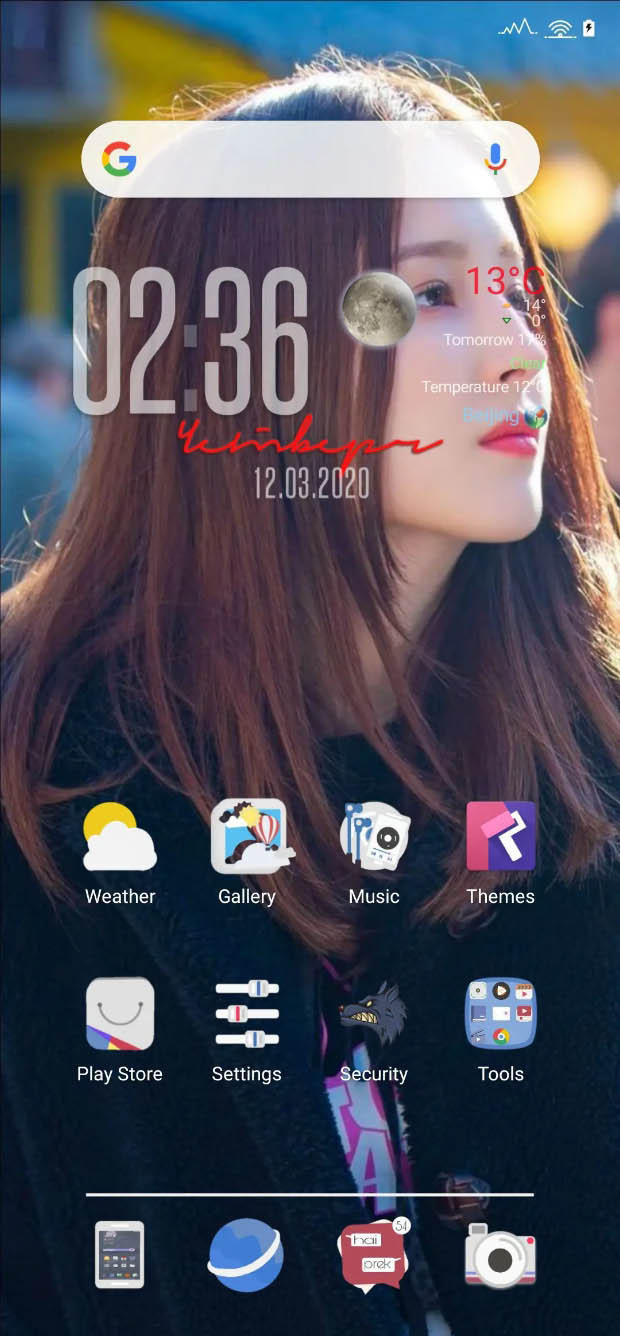 02:36
13°C
14°
0°
Tomorrow 17%
Clear
Temperature 12°C
Beijing
Четверг
12.03.2020
Weather
Gallery
Music
Themes
Play Store
Settings
Security
Tools
54
hai
prek